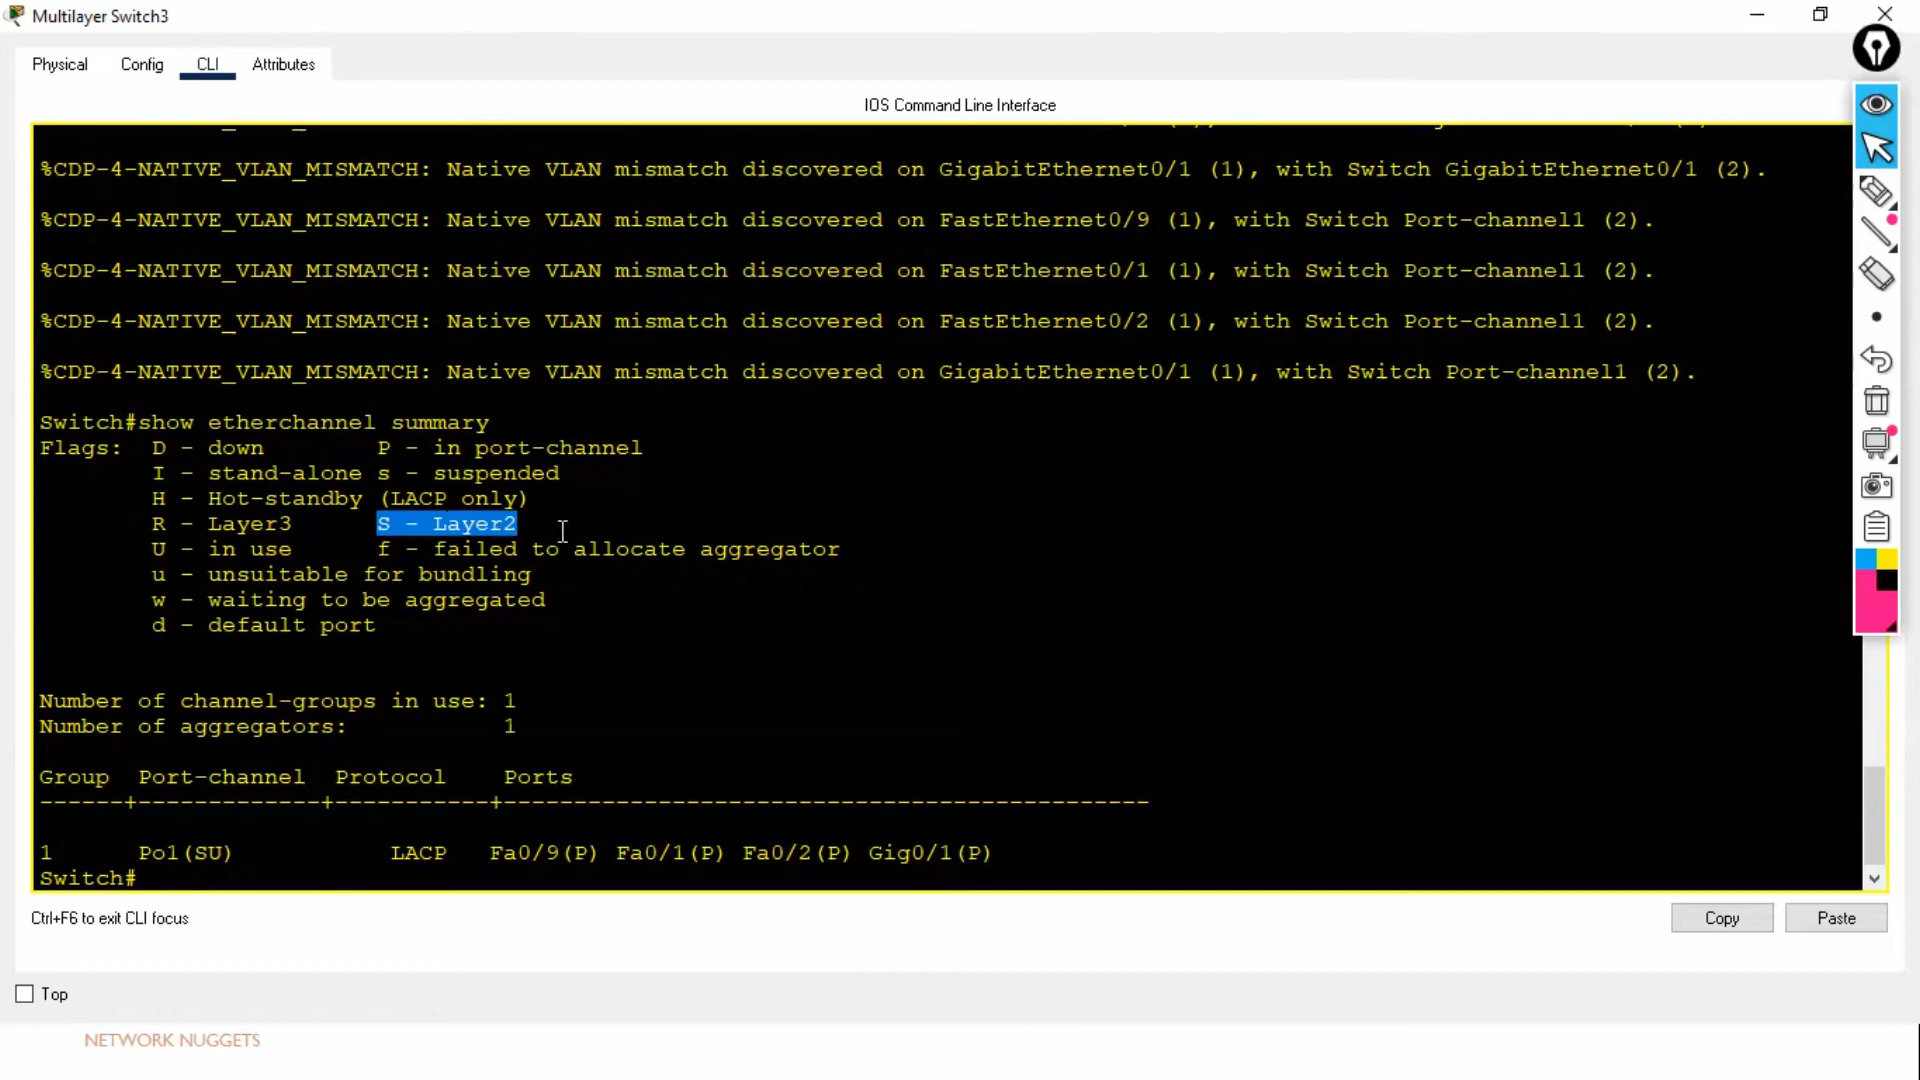 Multilayer Switch3
Physical Config CLI Attributes
IOS Command Line Interface
%CDP-4-NATIVE_VLAN_MISMATCH: Native VLAN mismatch discovered on GigabitEthernet0/1 (1), with Switch GigabitEthernet0/1 (2).
%CDP-4-NATIVE_VLAN_MISMATCH: Native VLAN mismatch discovered on FastEthernet0/9 (1), with Switch Port-channel1 (2).
%CDP-4-NATIVE_VLAN_MISMATCH: Native VLAN mismatch discovered on FastEthernet0/1 (1), with Switch Port-channel1 (2).
%CDP-4-NATIVE_VLAN_MISMATCH: Native VLAN mismatch discovered on FastEthernet0/2 (1), with Switch Port-channel1 (2).
%CDP-4-NATIVE_VLAN_MISMATCH: Native VLAN mismatch discovered on GigabitEthernet0/1 (1), with Switch Port-channel1 (2).
Switch#show etherchannel summary
Flags:  D - down        P - in port-channel
I - stand-alone s - suspended
H - Hot-standby (LACP only)
R - Layer3      S - Layer2
U - in use      f - failed to allocate aggregator
u - unsuitable for bundling
w - waiting to be aggregated
d - default port
Number of channel-groups in use: 1
Number of aggregators:           1
Group  Port-channel  Protocol    Ports
------+-------------+-----------+----------------------------------------------
1      Po1(SU)           LACP   Fa0/9(P) Fa0/1(P) Fa0/2(P) Gig0/1(P)
Switch#
Ctrl+F6 to exit CLI focus
Copy
Paste
Top
NETWORK NUGGETS